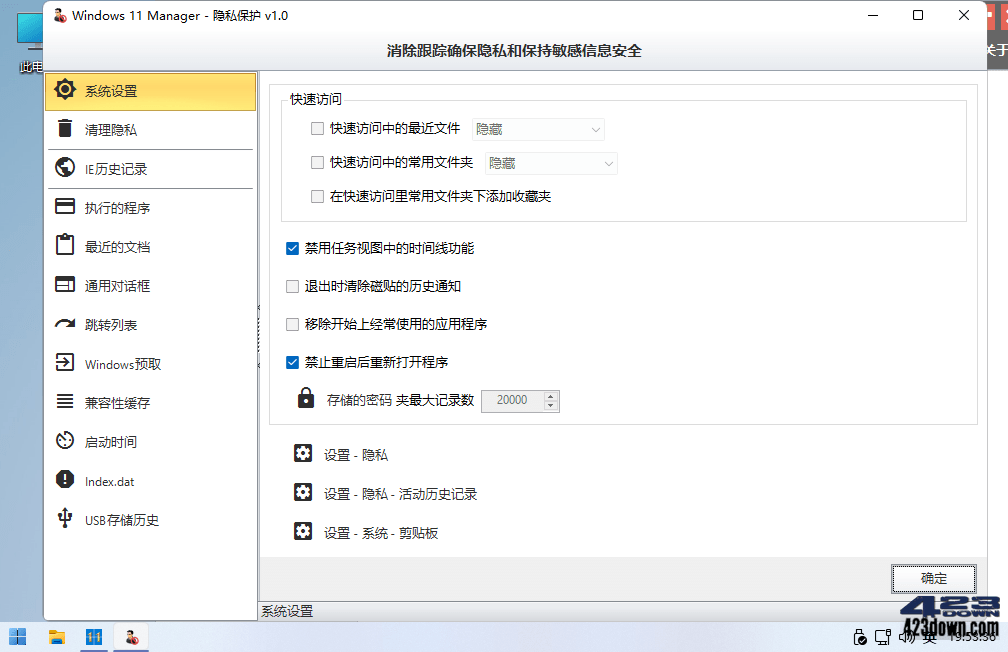 Windows 11 Manager - 隐私保护 v1.0
消除跟踪确保隐私和保持敏感信息安全
关于
此电
系统设置
清理隐私
IE历史记录
执行的程序
最近的文档
通用对话框
跳转列表
Windows预取
兼容性缓存
启动时间
Index.dat
USB存储历史
快速访问
快速访问中的最近文件 隐藏
快速访问中的常用文件夹 隐藏
在快速访问里常用文件夹下添加收藏夹
禁用任务视图中的时间线功能
退出时清除磁贴的历史通知
移除开始上经常使用的应用程序
禁止重启后重新打开程序
存储的密码 夹最大记录数 20000
设置 - 隐私
设置 - 隐私 - 活动历史记录
设置 - 系统 - 剪贴板
确定
系统设置
423DOWN
423down.com
英 19:53:36